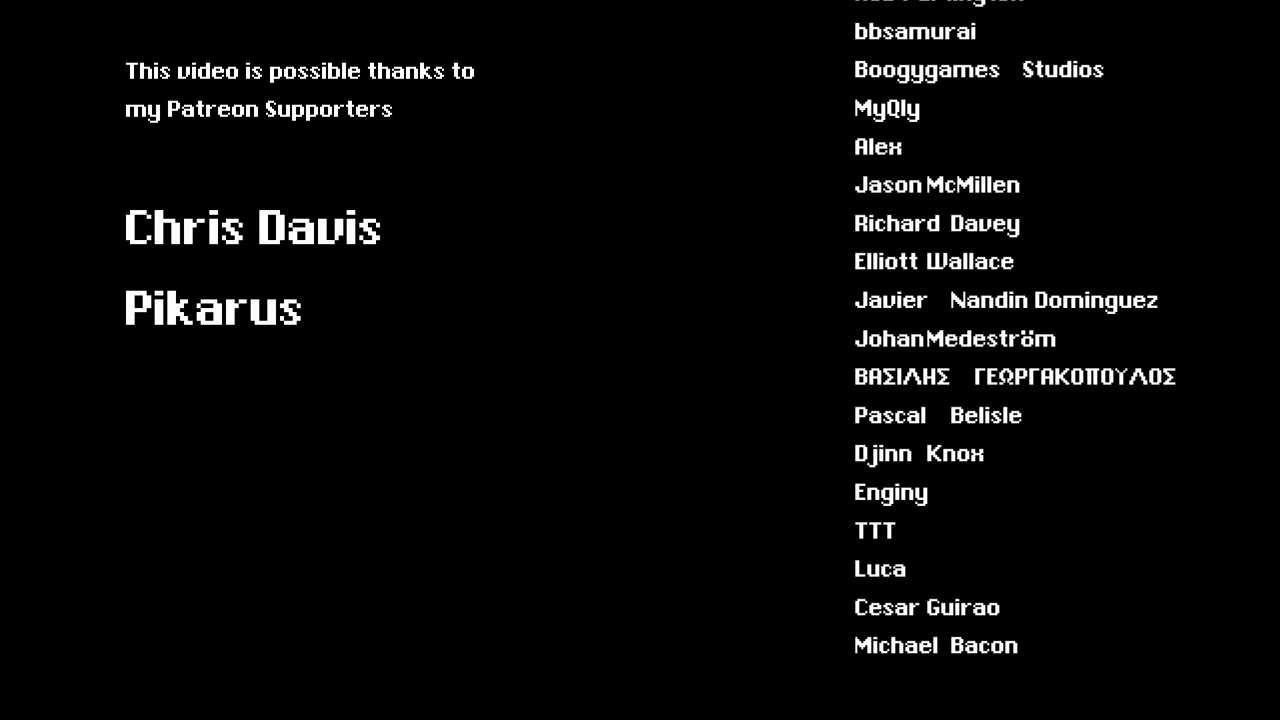 This video is possible thanks to
my Patreon Supporters
Chris Davis
Pikarus
bbsamurai
Boogygames Studios
MyQly
Alex
Jason McMillen
Richard Davey
Elliott Wallace
Javier Nandin Dominguez
Johan Medeström
ΒΑΣΙΛΗΣ ΓΕΩΡΓΑΚΟΠΟΥΛΟΣ
Pascal Belisle
Djinn Knox
Enginy
TTT
Luca
Cesar Guirao
Michael Bacon